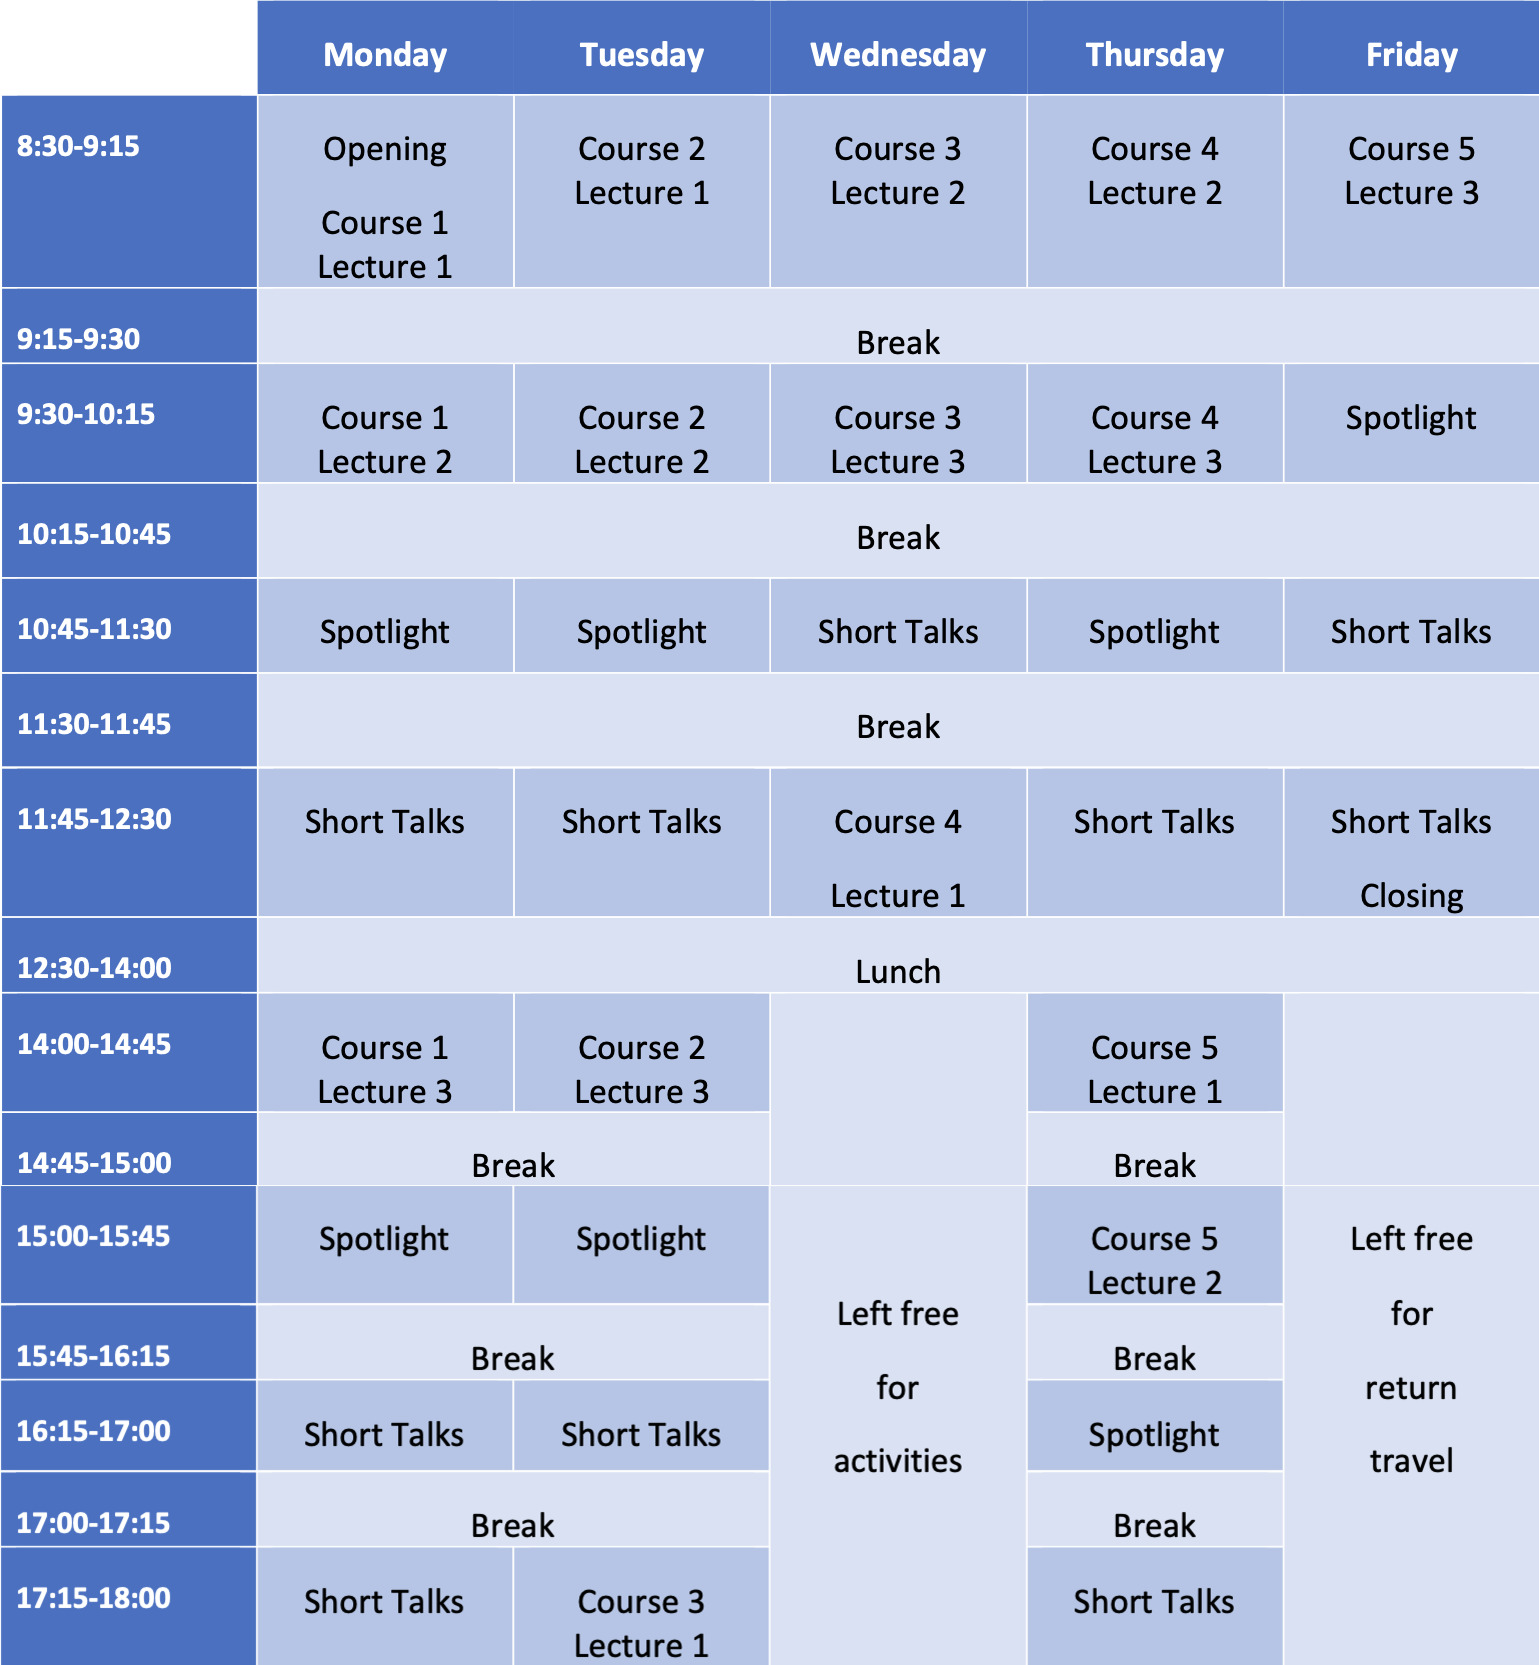 Monday Tuesday Wednesday Thursday Friday
8:30-9:15 Opening Course 2 Course 3 Course 4 Course 5
Lecture 1 Lecture 2 Lecture 2 Lecture 3
Course 1
Lecture 1
9:15-9:30 Break
9:30-10:15 Course 1 Course 2 Course 3 Course 4 Spotlight
Lecture 2 Lecture 2 Lecture 3 Lecture 3
10:15-10:45 Break
10:45-11:30 Spotlight Spotlight Short Talks Spotlight Short Talks
11:30-11:45 Break
11:45-12:30 Short Talks Short Talks Course 4 Short Talks Short Talks
Lecture 1 Closing
12:30-14:00 Lunch
14:00-14:45 Course 1 Course 2 Course 5
Lecture 3 Lecture 3 Lecture 1
14:45-15:00 Break Break
15:00-15:45 Spotlight Spotlight Course 5 Left free
Lecture 2
Left free for
15:45-16:15 Break Break
for return
16:15-17:00 Short Talks Short Talks Spotlight
activities travel
17:00-17:15 Break Break
17:15-18:00 Short Talks Course 3 Short Talks
Lecture 1